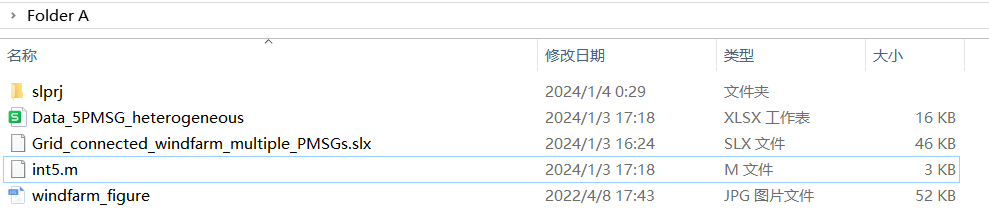 Folder A
名称 修改日期 类型 大小
slprj 2024/1/4 0:29 文件夹
Data_5PMSG_heterogeneous 2024/1/3 17:18 XLSX 工作表 16 KB
Grid_connected_windfarm_multiple_PMSGs.slx 2024/1/3 16:24 SLX 文件 46 KB
int5.m 2024/1/3 17:18 M 文件 3 KB
windfarm_figure 2022/4/8 17:43 JPG 图片文件 52 KB